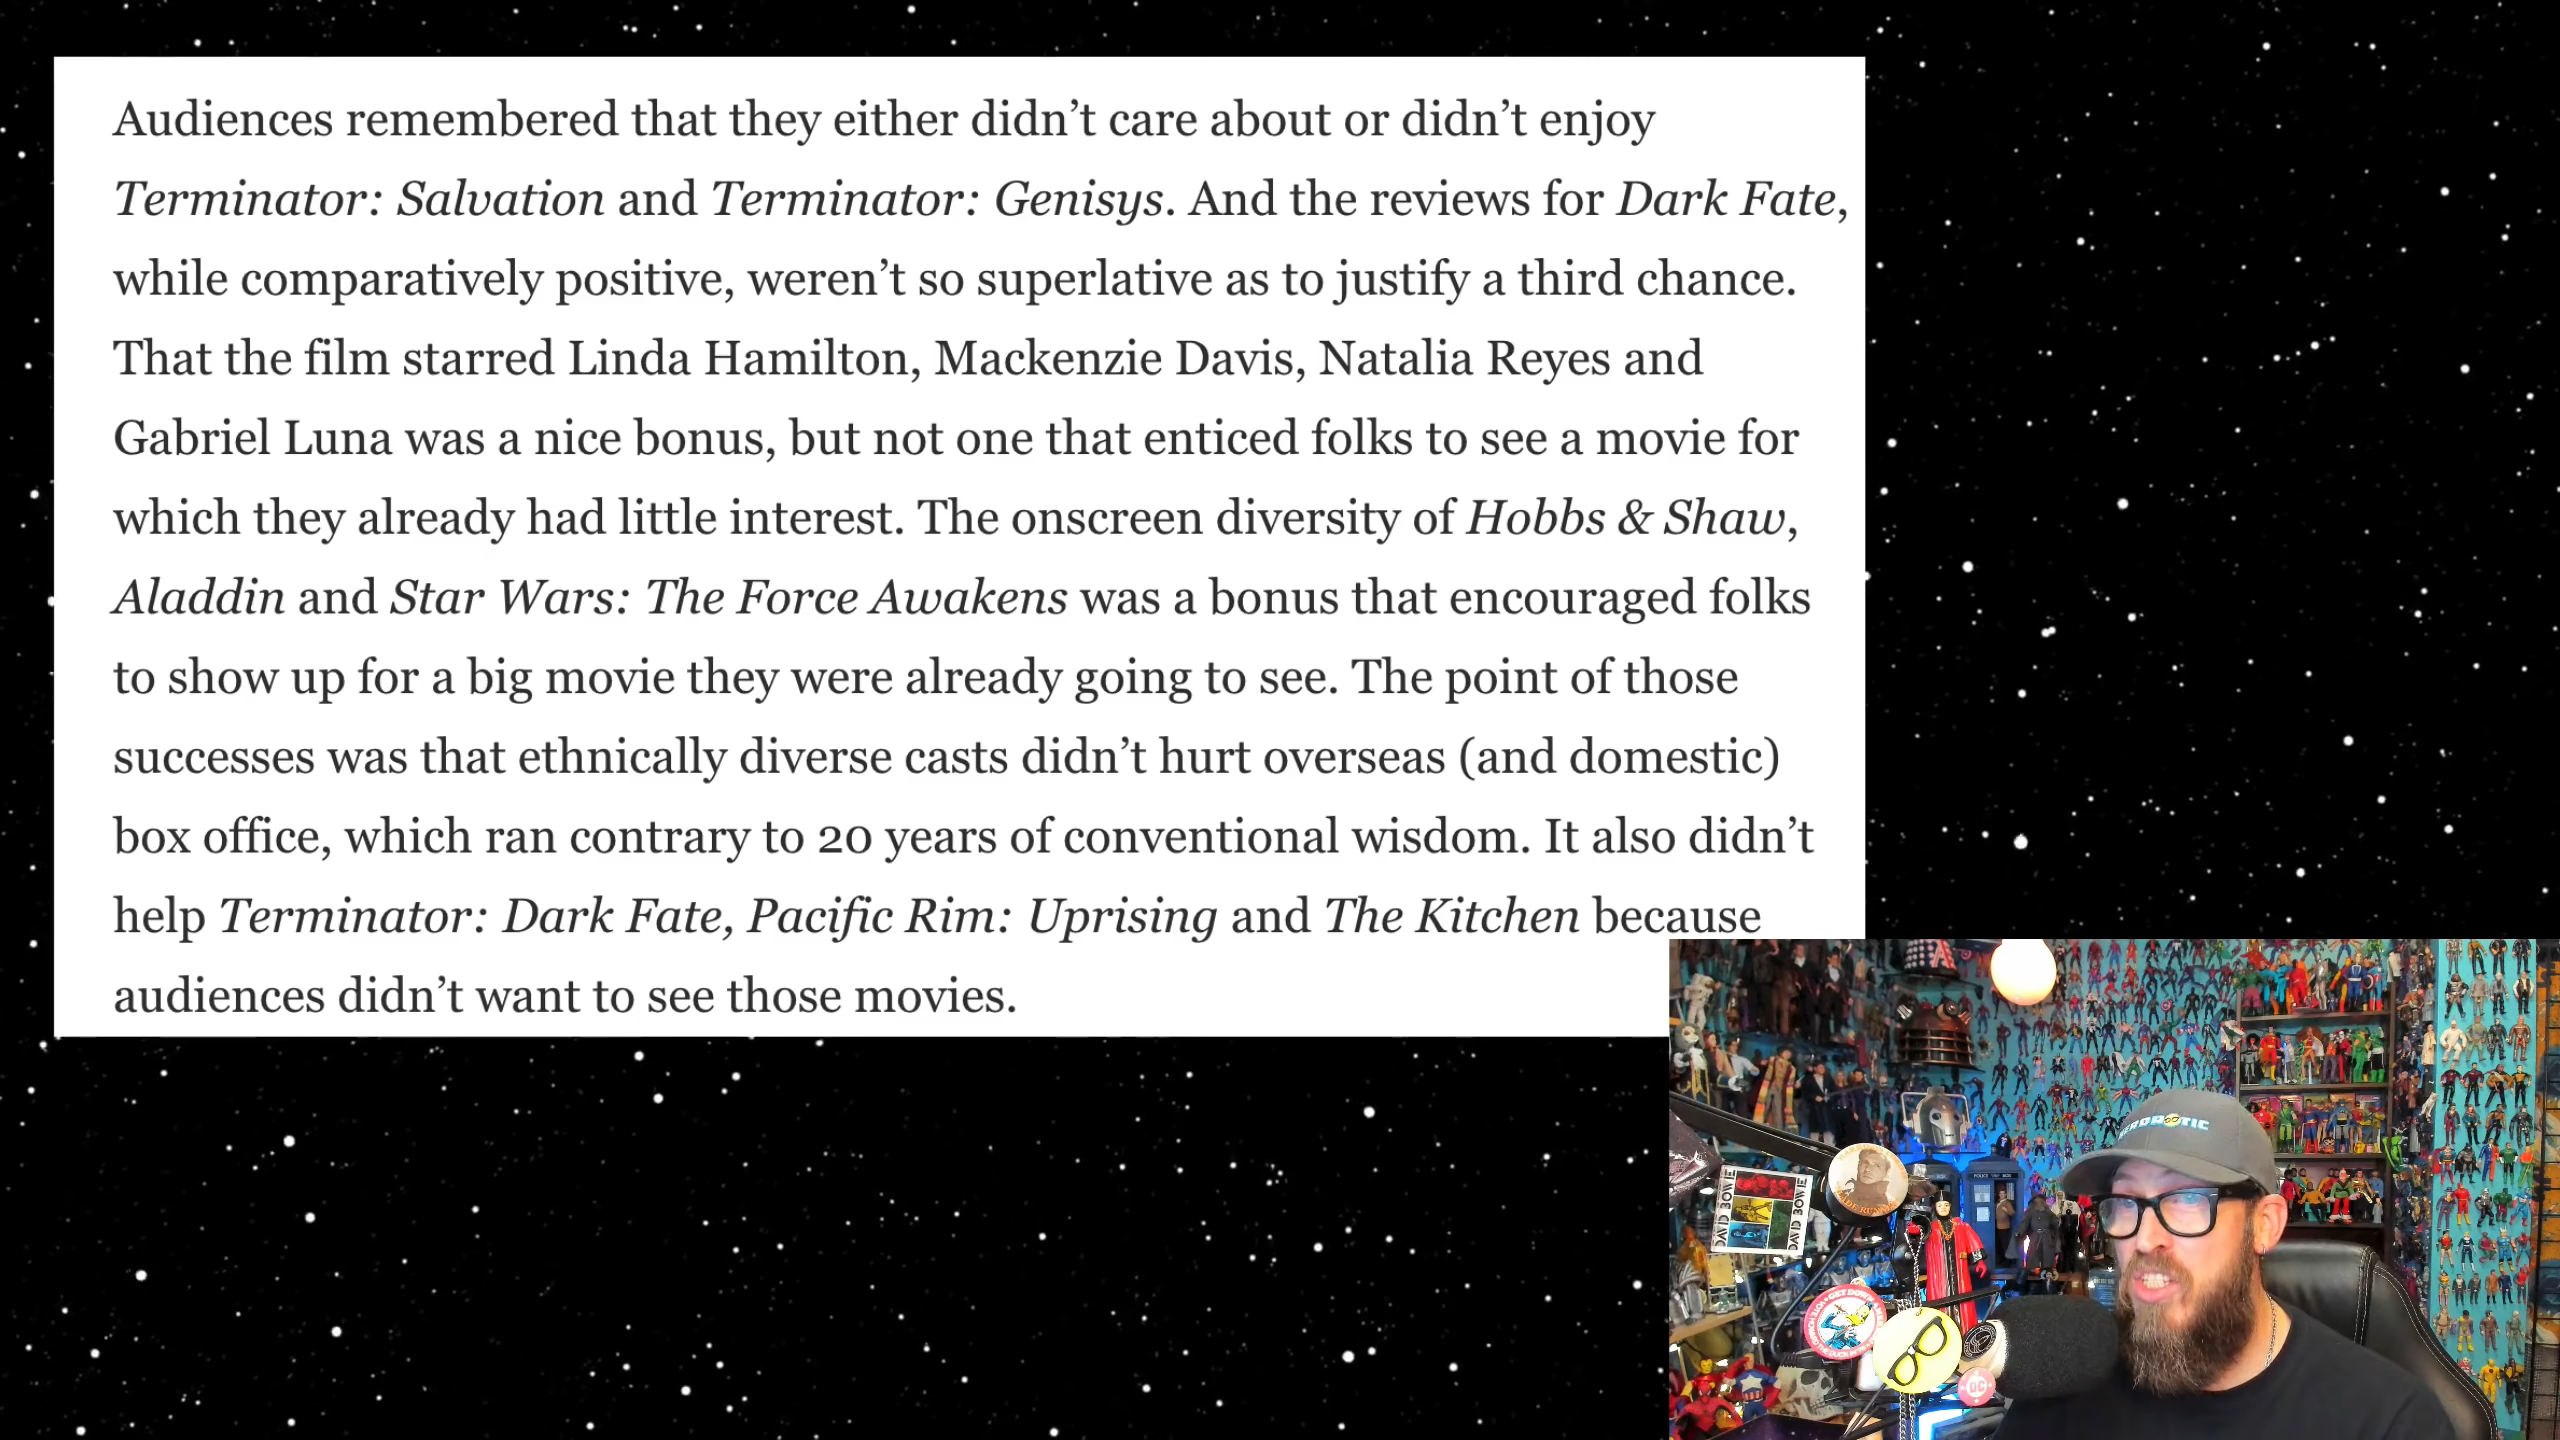 Audiences remembered that they either didn’t care about or didn’t enjoy
Terminator: Salvation and Terminator: Genisys. And the reviews for Dark Fate,
while comparatively positive, weren’t so superlative as to justify a third chance.
That the film starred Linda Hamilton, Mackenzie Davis, Natalia Reyes and
Gabriel Luna was a nice bonus, but not one that enticed folks to see a movie for
which they already had little interest. The onscreen diversity of Hobbs & Shaw,
Aladdin and Star Wars: The Force Awakens was a bonus that encouraged folks
to show up for a big movie they were already going to see. The point of those
successes was that ethnically diverse casts didn’t hurt overseas (and domestic)
box office, which ran contrary to 20 years of conventional wisdom. It also didn’t
help Terminator: Dark Fate, Pacific Rim: Uprising and The Kitchen because
audiences didn’t want to see those movies.
DAVID BOWIE
DAVID BOWIE
GET DOWN
DC